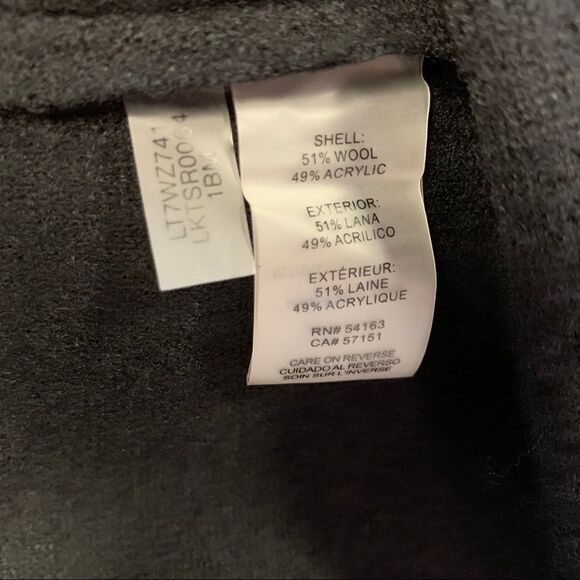 LT7WZ741
LKTSR0064
1BM
SHELL:
51% WOOL
49% ACRYLIC
EXTERIOR:
51% LANA
49% ACRILICO
EXTÉRIEUR:
51% LAINE
49% ACRYLIQUE
RN# 54163
CA# 57151
CARE ON REVERSE
CUIDADO AL REVERSO
SOIN SUR L'INVERSE